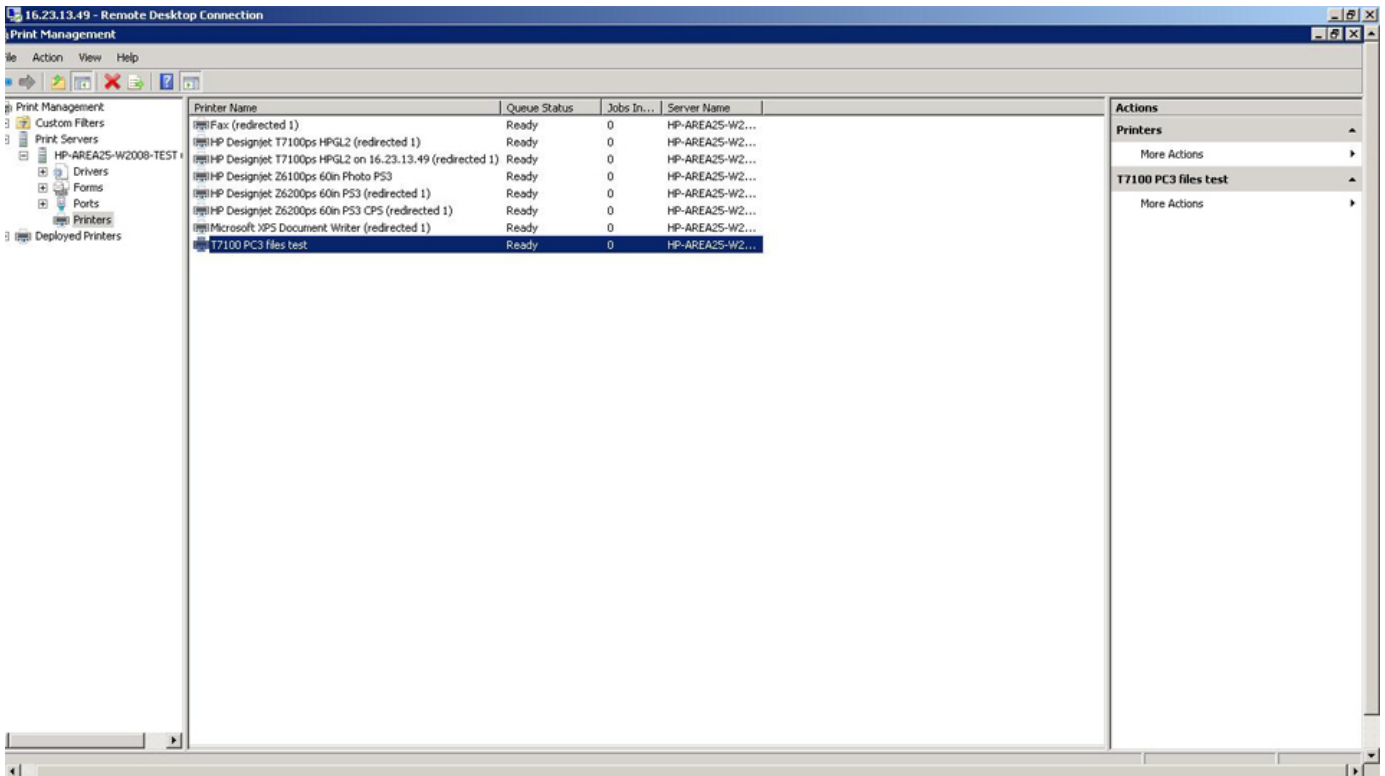 16.23.13.49 - Remote Desktop Connection
Print Management
ile Action View Help
Print Management
Custom Filters
Print Servers
HP-AREA25-W2008-TEST
Drivers
Forms
Ports
Printers
Deployed Printers
Printer Name Queue Status Jobs In... Server Name
Fax (redirected 1) Ready 0 HP-AREA25-W2...
HP Designjet T7100ps HPGL2 (redirected 1) Ready 0 HP-AREA25-W2...
HP Designjet T7100ps HPGL2 on 16.23.13.49 (redirected 1) Ready 0 HP-AREA25-W2...
HP Designjet Z6100ps 60in Photo PS3 Ready 0 HP-AREA25-W2...
HP Designjet Z6200ps 60in PS3 (redirected 1) Ready 0 HP-AREA25-W2...
HP Designjet Z6200ps 60in PS3 CPS (redirected 1) Ready 0 HP-AREA25-W2...
Microsoft XPS Document Writer (redirected 1) Ready 0 HP-AREA25-W2...
T7100 PC3 files test Ready 0 HP-AREA25-W2...
Actions
Printers
More Actions
T7100 PC3 files test
More Actions